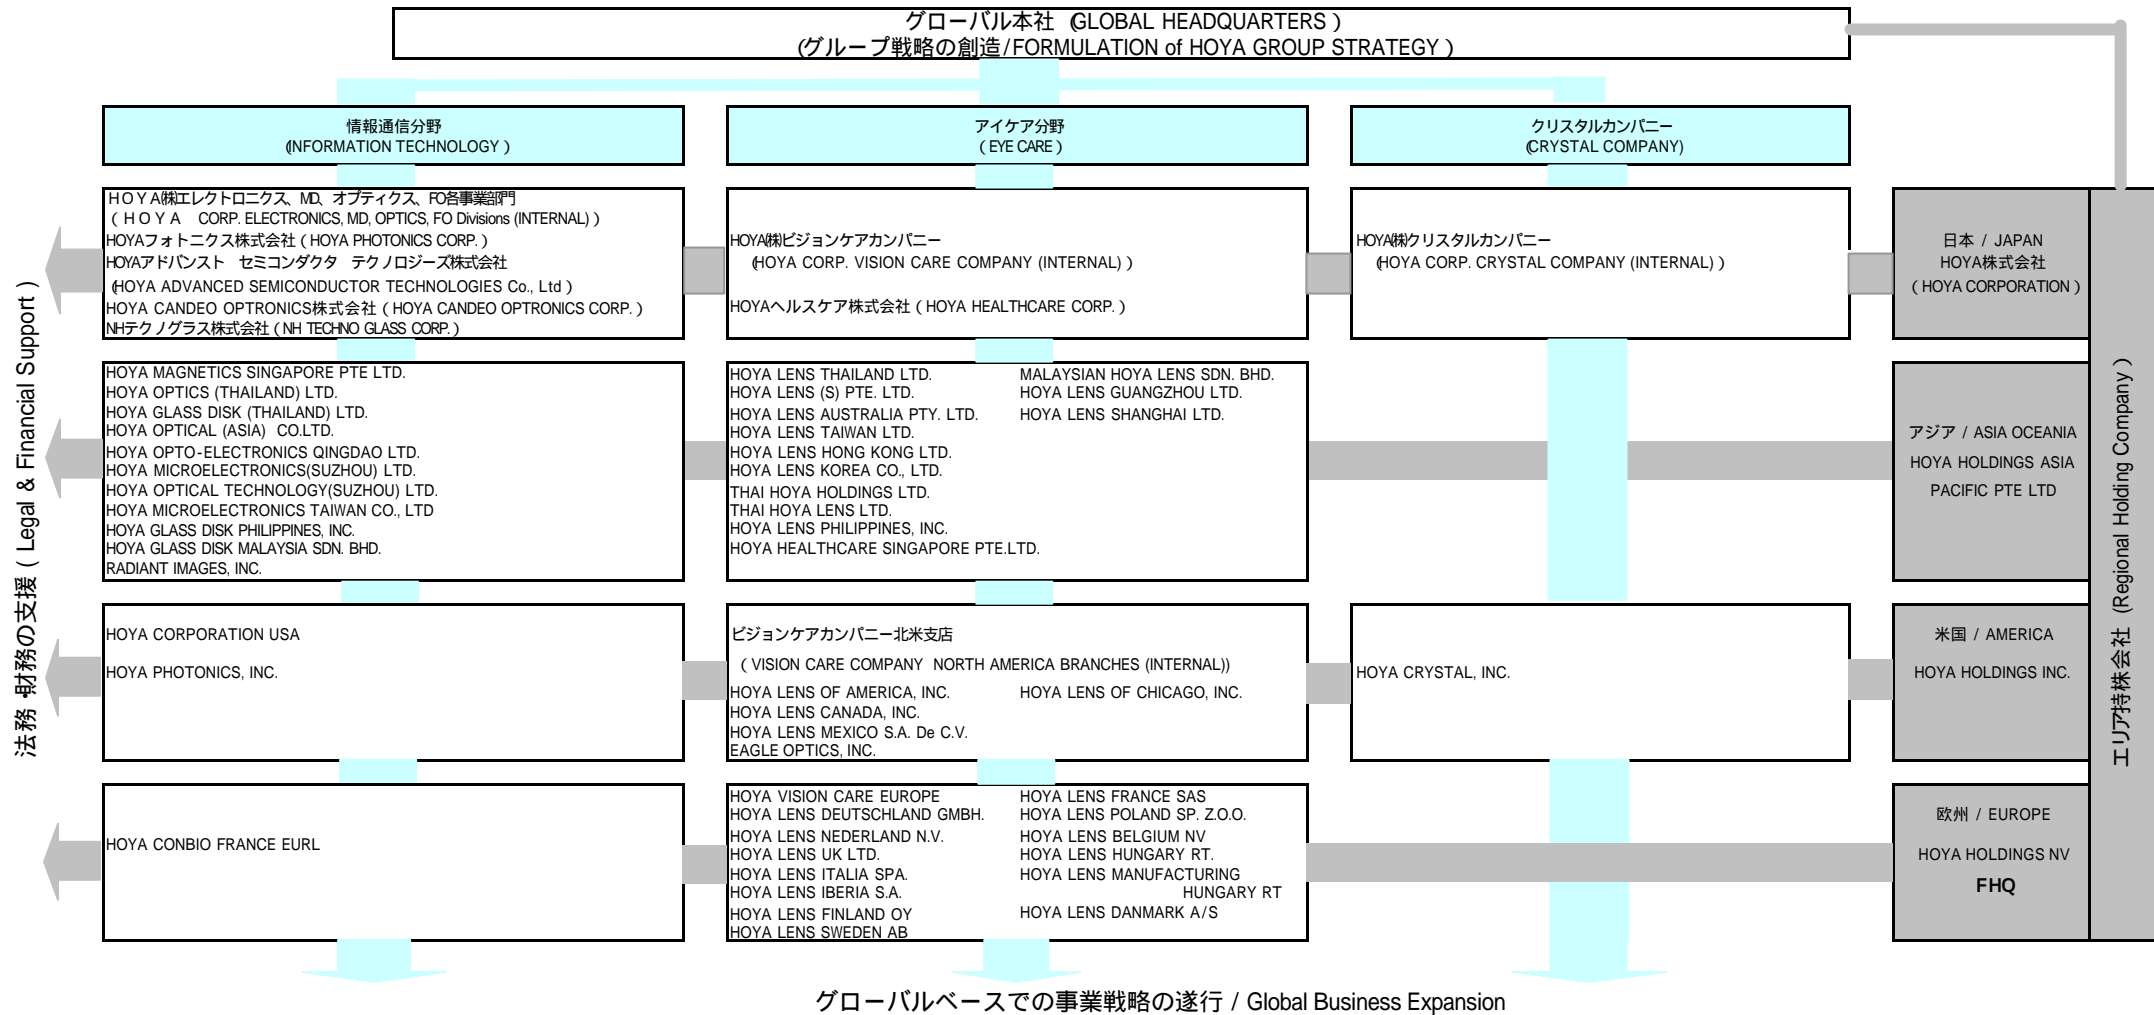 グローバル本社 (GLOBAL HEADQUARTERS )
(グループ戦略の創造/FORMULATION of HOYA GROUP STRATEGY )
情報通信分野
(INFORMATION TECHNOLOGY )
アイケア分野
( EYE CARE )
クリスタルカンパニー
(CRYSTAL COMPANY)
HOYA(株)エレクトロニクス、MD、オプティクス、FO各事業部門
( HOYA CORP. ELECTRONICS, MD, OPTICS, FO Divisions (INTERNAL) )
HOYAフォトニクス株式会社 ( HOYA PHOTONICS CORP. )
HOYAアドバンスト セミコンダクタ テクノロジーズ株式会社
(HOYA ADVANCED SEMICONDUCTOR TECHNOLOGIES Co., Ltd )
HOYA CANDEO OPTRONICS株式会社 ( HOYA CANDEO OPTRONICS CORP. )
NHテクノグラス株式会社 ( NH TECHNO GLASS CORP. )
HOYA(株)ビジョンケアカンパニー
(HOYA CORP. VISION CARE COMPANY (INTERNAL) )
HOYAヘルスケア株式会社 ( HOYA HEALTHCARE CORP. )
HOYA(株)クリスタルカンパニー
(HOYA CORP. CRYSTAL COMPANY (INTERNAL) )
日本 / JAPAN
HOYA株式会社
( HOYA CORPORATION )
HOYA MAGNETICS SINGAPORE PTE LTD.
HOYA OPTICS (THAILAND) LTD.
HOYA GLASS DISK (THAILAND) LTD.
HOYA OPTICAL (ASIA) CO.LTD.
HOYA OPTO-ELECTRONICS QINGDAO LTD.
HOYA MICROELECTRONICS(SUZHOU) LTD.
HOYA OPTICAL TECHNOLOGY(SUZHOU) LTD.
HOYA MICROELECTRONICS TAIWAN CO., LTD
HOYA GLASS DISK PHILIPPINES, INC.
HOYA GLASS DISK MALAYSIA SDN. BHD.
RADIANT IMAGES, INC.
HOYA LENS THAILAND LTD.
HOYA LENS (S) PTE. LTD.
HOYA LENS AUSTRALIA PTY. LTD.
HOYA LENS TAIWAN LTD.
HOYA LENS HONG KONG LTD.
HOYA LENS KOREA CO., LTD.
THAI HOYA HOLDINGS LTD.
THAI HOYA LENS LTD.
HOYA LENS PHILIPPINES, INC.
HOYA HEALTHCARE SINGAPORE PTE.LTD.
MALAYSIAN HOYA LENS SDN. BHD.
HOYA LENS GUANGZHOU LTD.
HOYA LENS SHANGHAI LTD.
アジア / ASIA OCEANIA
HOYA HOLDINGS ASIA
PACIFIC PTE LTD
HOYA CORPORATION USA
HOYA PHOTONICS, INC.
ビジョンケアカンパニー北米支店
( VISION CARE COMPANY NORTH AMERICA BRANCHES (INTERNAL))
HOYA LENS OF AMERICA, INC.
HOYA LENS CANADA, INC.
HOYA LENS MEXICO S.A. De C.V.
EAGLE OPTICS, INC.
HOYA LENS OF CHICAGO, INC.
HOYA CRYSTAL, INC.
米国 / AMERICA
HOYA HOLDINGS INC.
HOYA CONBIO FRANCE EURL
HOYA VISION CARE EUROPE
HOYA LENS DEUTSCHLAND GMBH.
HOYA LENS NEDERLAND N.V.
HOYA LENS UK LTD.
HOYA LENS ITALIA SPA.
HOYA LENS IBERIA S.A.
HOYA LENS FINLAND OY
HOYA LENS SWEDEN AB
HOYA LENS FRANCE SAS
HOYA LENS POLAND SP. Z.O.O.
HOYA LENS BELGIUM NV
HOYA LENS HUNGARY RT.
HOYA LENS MANUFACTURING
HUNGARY RT
HOYA LENS DANMARK A/S
欧州 / EUROPE
HOYA HOLDINGS NV
FHQ
法務・財務の支援 ( Legal & Financial Support )
エリア持株会社 (Regional Holding Company )
グローバルベースでの事業戦略の遂行 / Global Business Expansion